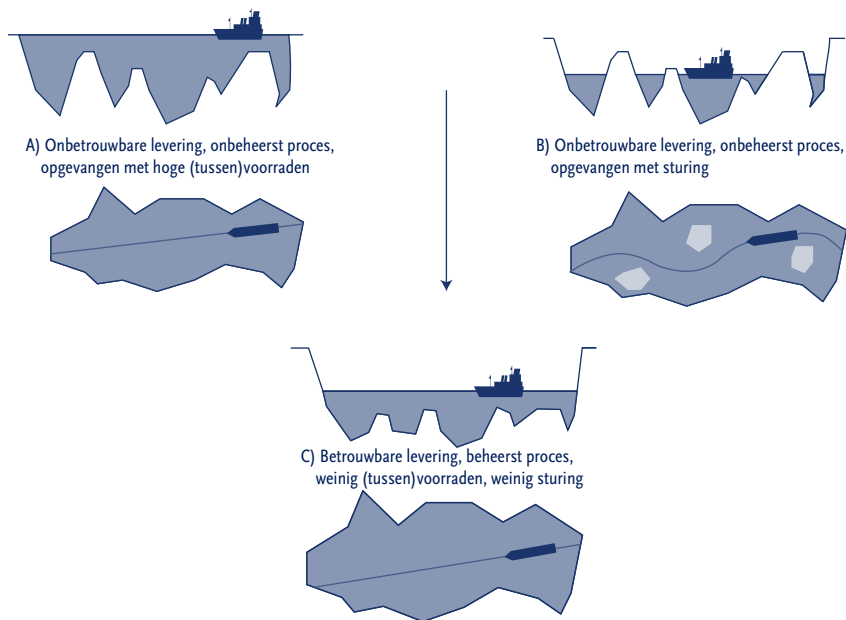 A) Onbetrouwbare levering, onbeheerst proces,
opgevangen met hoge (tussen)voorraden
B) Onbetrouwbare levering, onbeheerst proces,
opgevangen met sturing
C) Betrouwbare levering, beheerst proces,
weinig (tussen)voorraden, weinig sturing